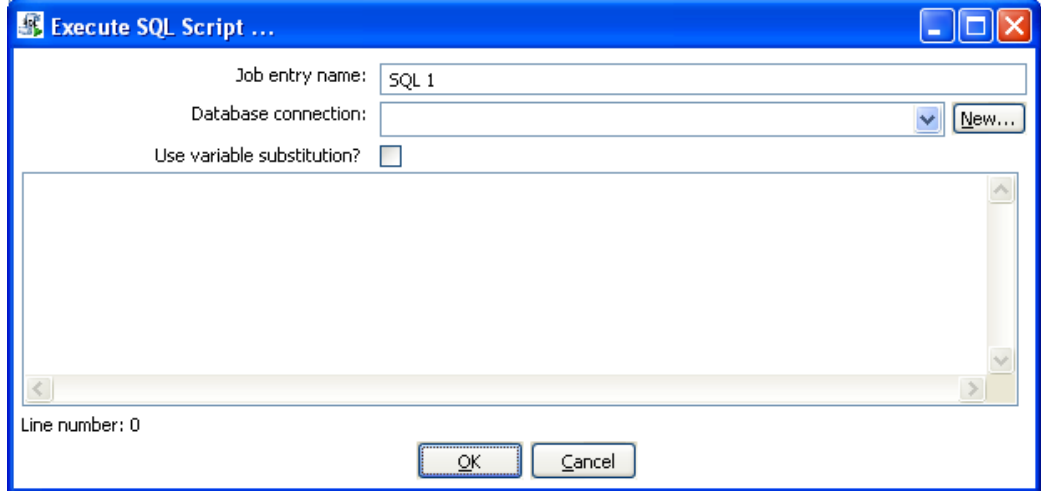 Execute SQL Script ...
Job entry name: SQL 1
Database connection: New...
Use variable substitution?
Line number: 0
OK Cancel